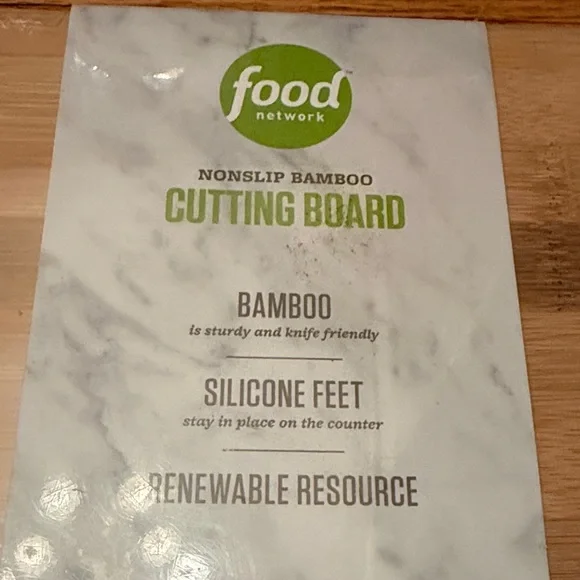 food
network
NONSLIP BAMBOO
CUTTING BOARD
BAMBOO
is sturdy and knife friendly
SILICONE FEET
stay in place on the counter
RENEWABLE RESOURCE